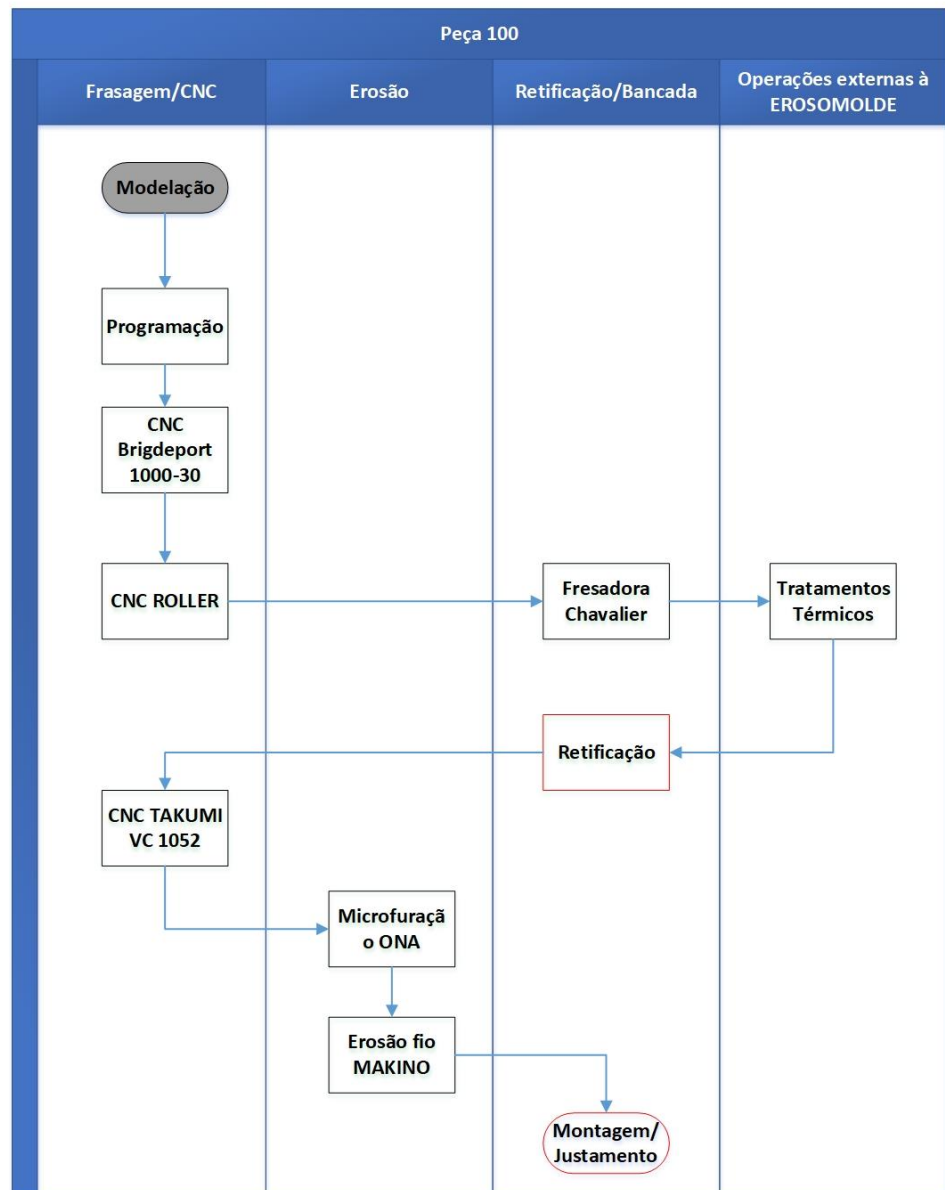 Peça 100
Frasagem/CNC
Erosão
Retificação/Bancada
Operações externas à
EROSOMOLDE
Modelação
Programação
CNC
Brigdeport
1000-30
CNC ROLLER
Fresadora
Chavalier
Tratamentos
Térmicos
Retificação
CNC TAKUMI
VC 1052
Microfuraçã
o ONA
Erosão fio
MAKINO
Montagem/
Justamento